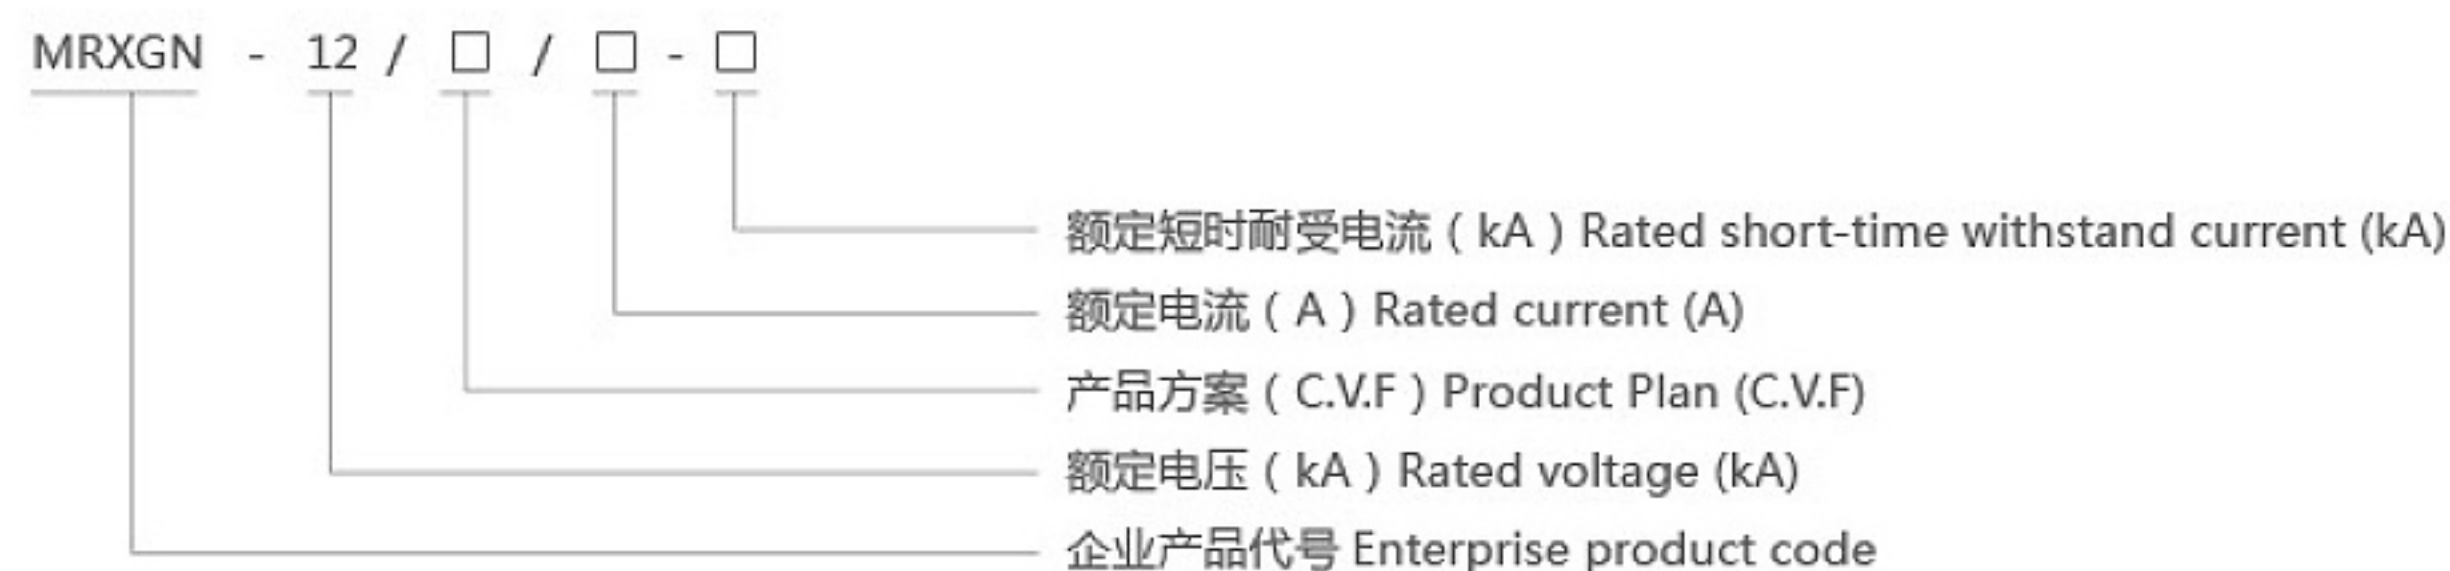 MRXGN - 12 / □ / □ - □
额定短时耐受电流（kA）Rated short-time withstand current (kA)
额定电流（A）Rated current (A)
产品方案（C.V.F）Product Plan (C.V.F)
额定电压（kA）Rated voltage (kA)
企业产品代号 Enterprise product code